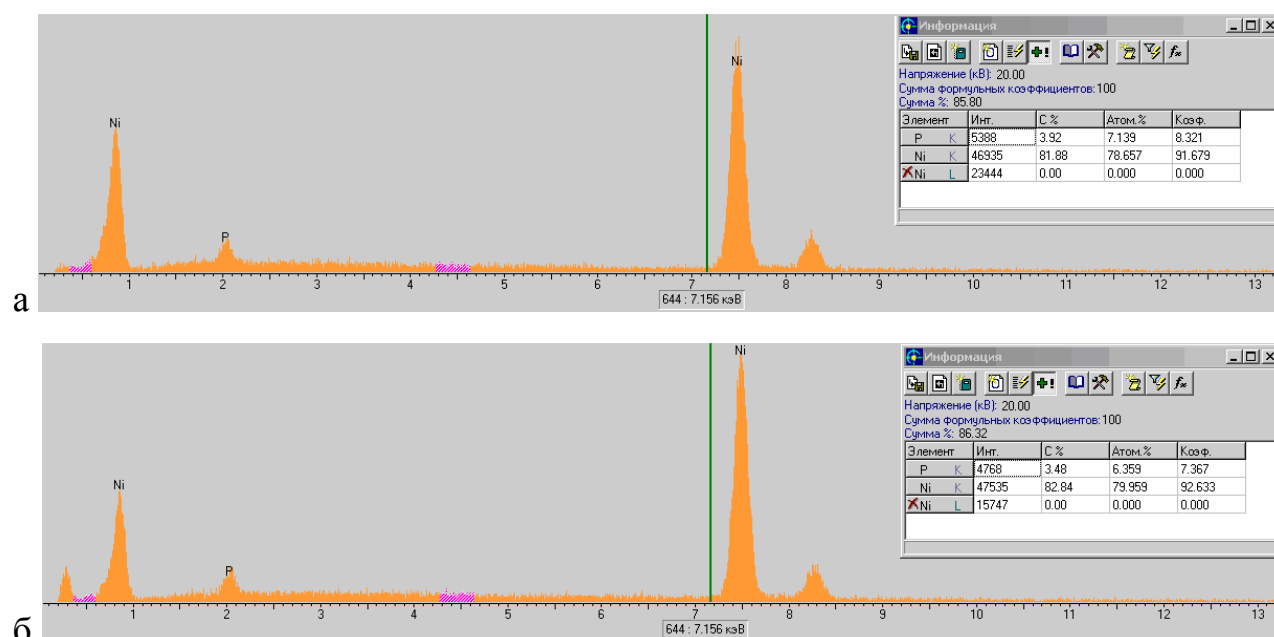 Информация
Напряжение (кВ): 20.00
Сумма формульных коэффициентов: 100
Сумма %: 85.80
Элемент Инт. C % Атом.% Коэф.
P K 5388 3.92 7.139 8.321
Ni K 46935 81.88 78.657 91.679
Ni L 23444 0.00 0.000 0.000
Ni
Ni
P
1 2 3 4 5 6 7 8 9 10 11 12 13
644 : 7.156 кэВ
а
Информация
Напряжение (кВ): 20.00
Сумма формульных коэффициентов: 100
Сумма %: 86.32
Элемент Инт. C % Атом.% Коэф.
P K 4768 3.48 6.359 7.367
Ni K 47535 82.84 79.959 92.633
Ni L 15747 0.00 0.000 0.000
Ni
Ni
P
1 2 3 4 5 6 7 8 9 10 11 12 13
644 : 7.156 кэВ
б